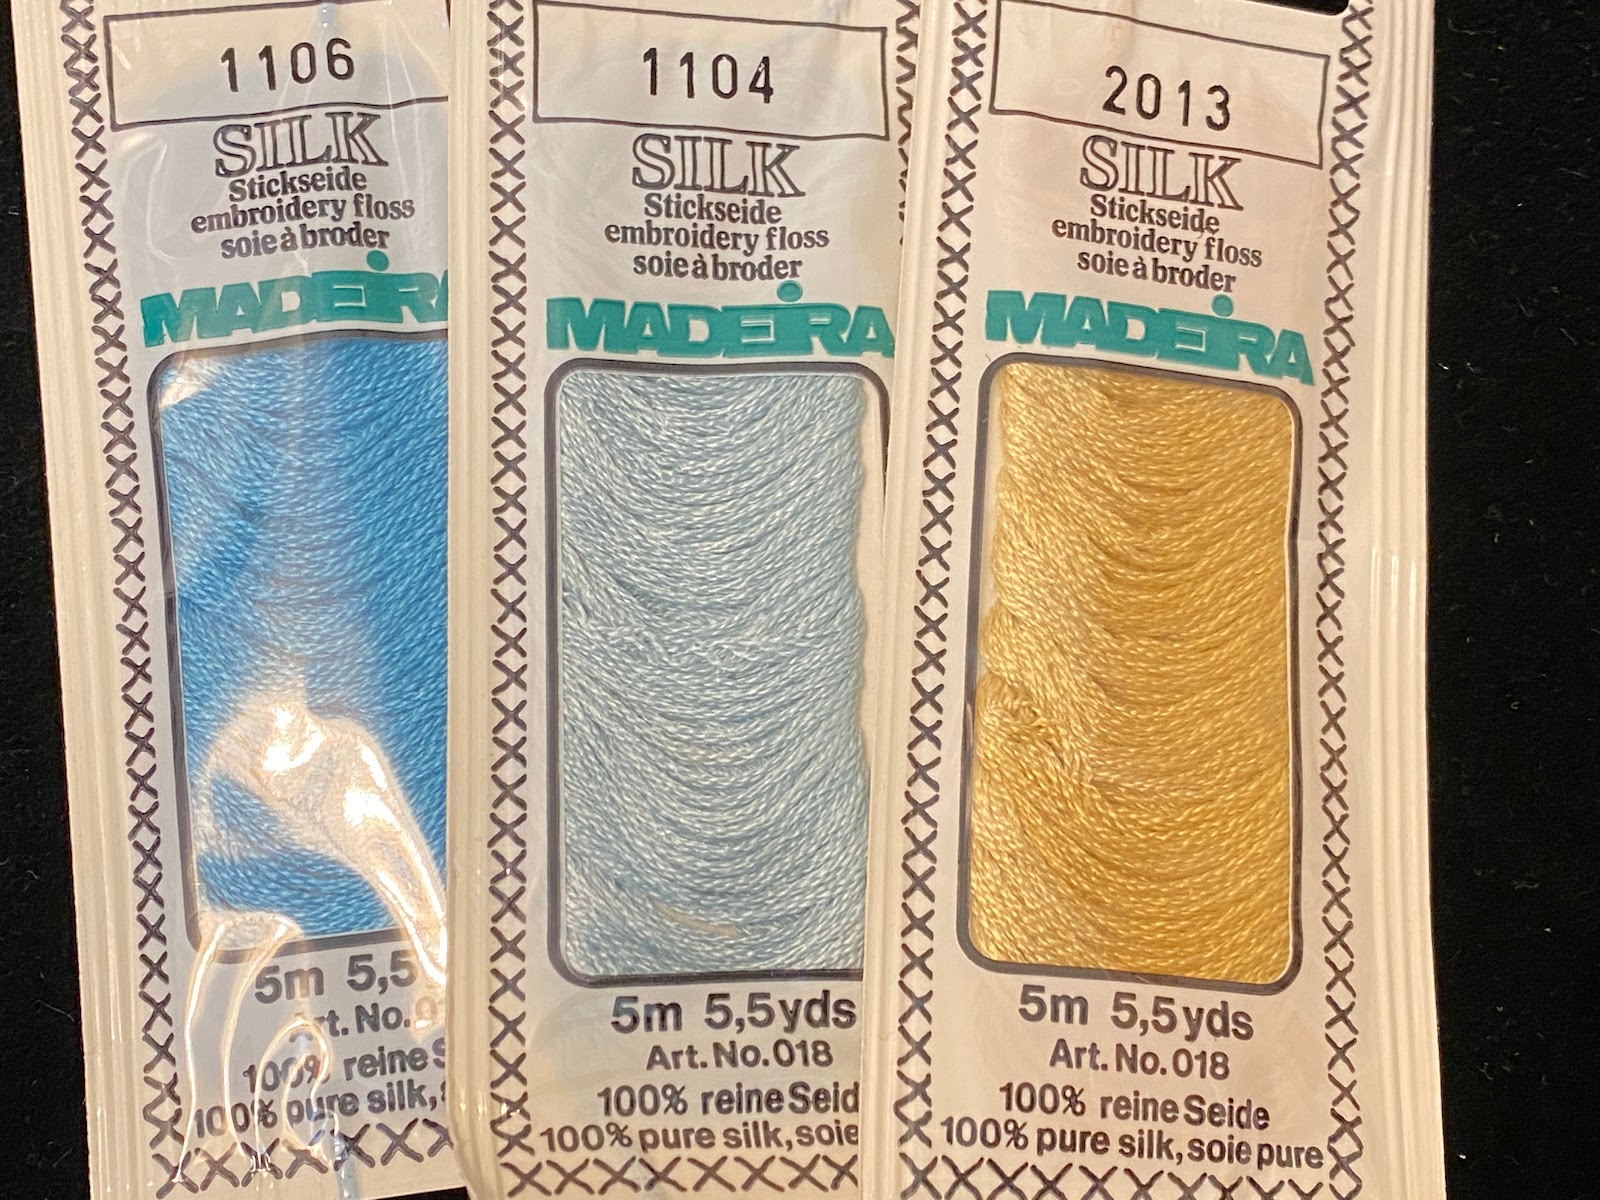 1106
SILK
Stickseide
embroidery floss
soie à broder
MADEIRA
5m 5,5
Art. No.
100% reine
100% pure silk,
1104
SILK
Stickseide
embroidery floss
soie à broder
MADEIRA
5m 5,5yds
Art. No. 018
100% reine Seid
100% pure silk, soie
2013
SILK
Stickseide
embroidery floss
soie à broder
MADEIRA
5m 5,5yds
Art. No. 018
100% reine Seide
100% pure silk, soie pure